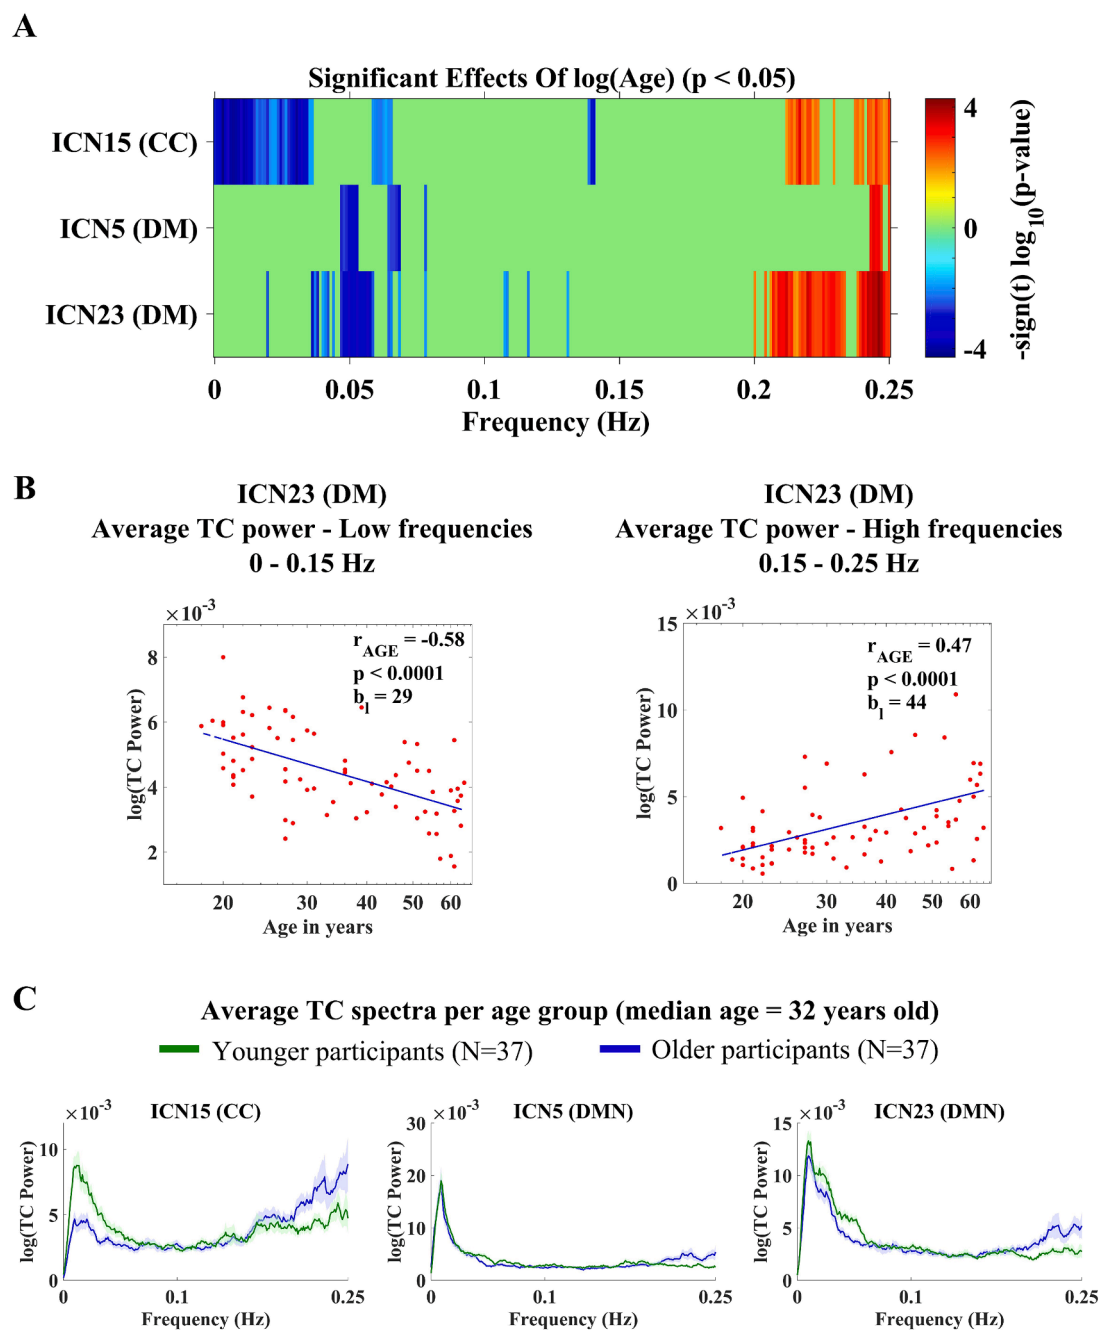 A
Significant Effects Of log(Age) (p < 0.05)
ICN15 (CC)
ICN5 (DM)
ICN23 (DM)
0 0.05 0.1 0.15 0.2 0.25
Frequency (Hz)
4
0
-4
-sign(t) log10(p-value)
B
ICN23 (DM)
Average TC power - Low frequencies
0 - 0.15 Hz
×10-3
rAGE = -0.58
p < 0.0001
bl = 29
8
6
4
2
log(TC Power)
20 30 40 50 60
Age in years
ICN23 (DM)
Average TC power - High frequencies
0.15 - 0.25 Hz
×10-3
rAGE = 0.47
p < 0.0001
bl = 44
15
10
5
0
log(TC Power)
20 30 40 50 60
Age in years
C
Average TC spectra per age group (median age = 32 years old)
Younger participants (N=37)
Older participants (N=37)
×10-3
ICN15 (CC)
10
5
0
log(TC Power)
0 0.1 0.25
Frequency (Hz)
×10-3
ICN5 (DMN)
30
20
10
0
log(TC Power)
0 0.1 0.25
Frequency (Hz)
×10-3
ICN23 (DMN)
15
10
5
0
log(TC Power)
0 0.1 0.25
Frequency (Hz)